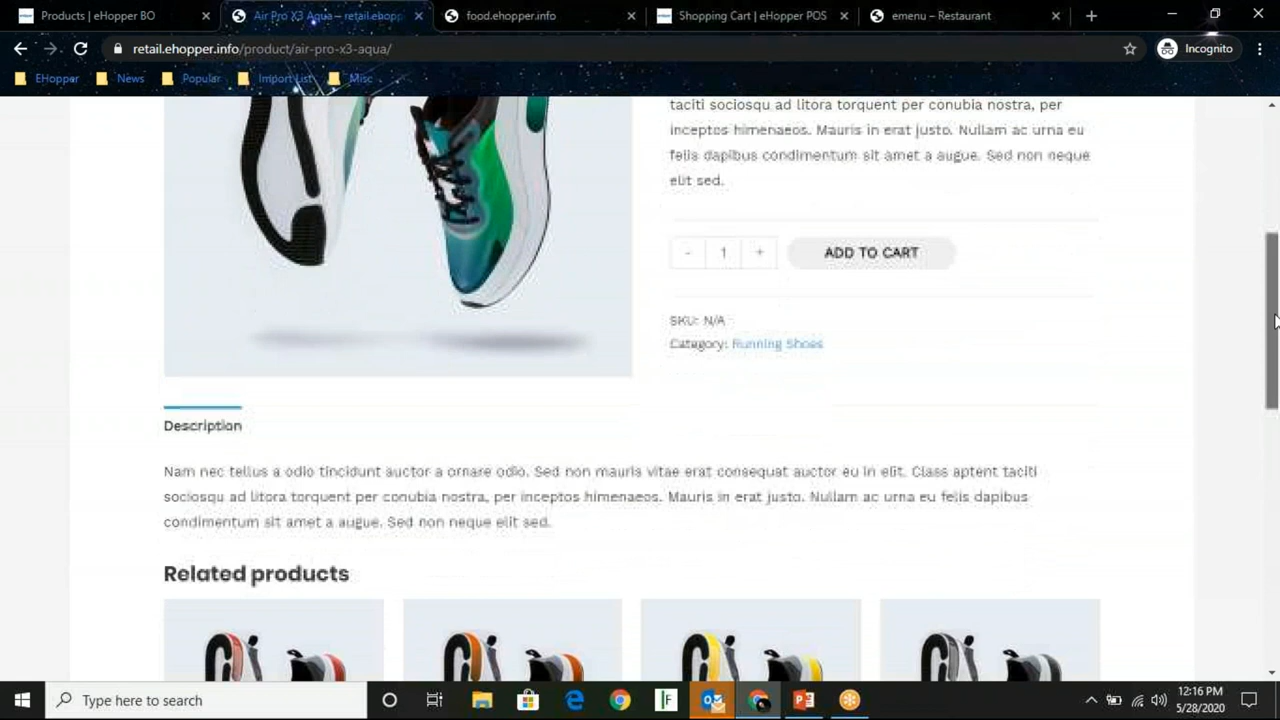 Products | eHopper BO
Air Pro X3 Aqua – retail.ehopp
food.ehopper.info
Shopping Cart | eHopper POS
emenu – Restaurant
retail.ehopper.info/product/air-pro-x3-aqua/
Incognito
EHopper
News
Popular
Import List
Misc
taciti sociosqu ad litora torquent per conubia nostra, per
inceptos himenaeos. Mauris in erat justo. Nullam ac urna eu
felis dapibus condimentum sit amet a augue. Sed non neque
elit sed.
- 1 +
ADD TO CART
SKU: N/A
Category: Running Shoes
Description
Nam nec tellus a odio tincidunt auctor a ornare odio. Sed non mauris vitae erat consequat auctor eu in elit. Class aptent taciti
sociosqu ad litora torquent per conubia nostra, per inceptos himenaeos. Mauris in erat justo. Nullam ac urna eu felis dapibus
condimentum sit amet a augue. Sed non neque elit sed.
Related products
Type here to search
12:16 PM
5/28/2020